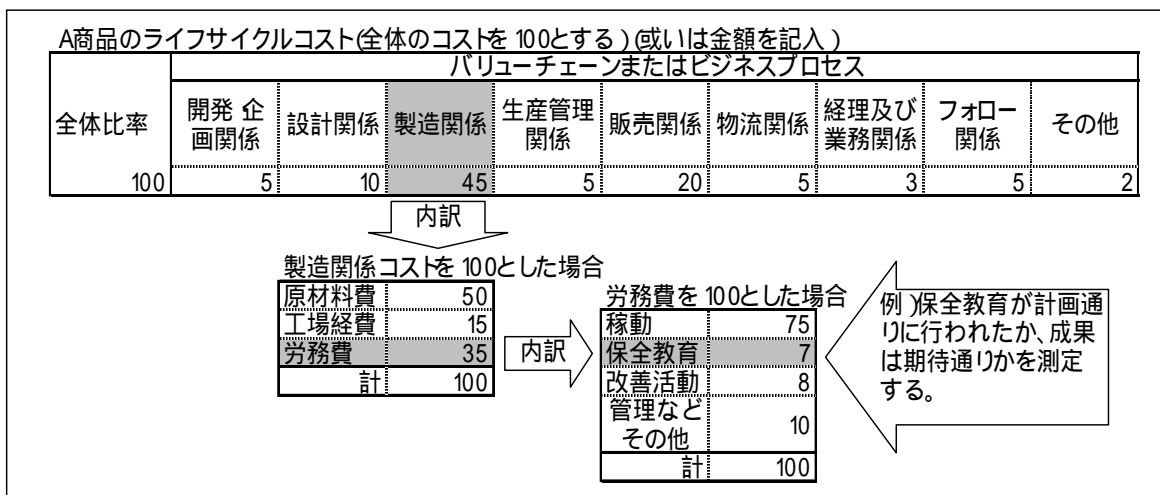 A商品のライフサイクルコスト(全体のコストを100とする)(或いは金額を記入)
バリューチェーンまたはビジネスプロセス
全体比率 開発 企画関係 設計関係 製造関係 生産管理関係 販売関係 物流関係 経理及び業務関係 フォロー関係 その他
100 5 10 45 5 20 5 3 5 2
内訳
製造関係コストを100とした場合
原材料費 50
工場経費 15
労務費 35
計 100
内訳
労務費を100とした場合
稼動 75
保全教育 7
改善活動 8
管理など
その他 10
計 100
例)保全教育が計画通
りに行われたか、成果
は期待通りかを測定
する。